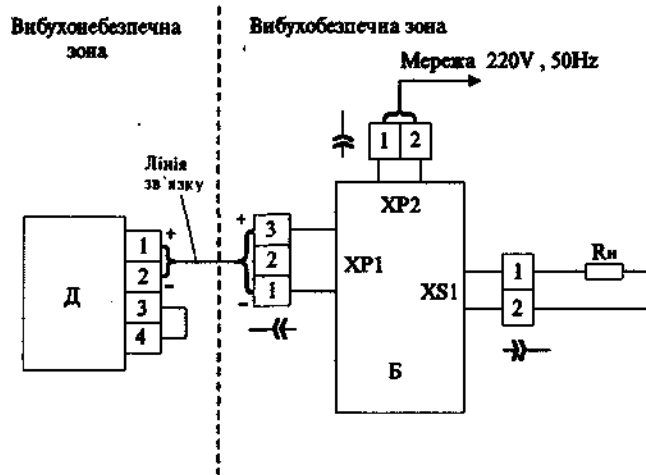 Вибухонебезпечна
зона
Вибухобезпечна зона
Мережа 220V , 50Hz
1 2
Лінія
зв`язку
XP2
+
1
2
-
3
4
Д
+
3
2
1
-
XP1
XS1
1
2
Rн
Б